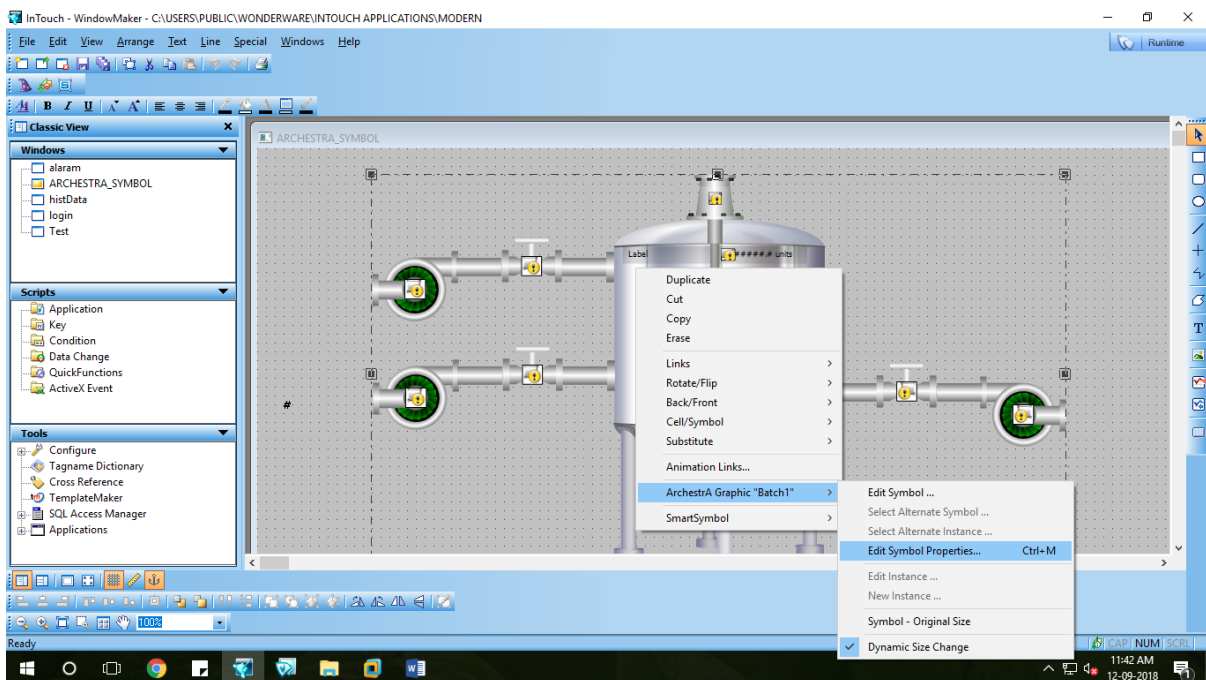 InTouch - WindowMaker - C:\USERS\PUBLIC\WONDERWARE\INTOUCH APPLICATIONS\MODERN
File Edit View Arrange Text Line Special Windows Help
Runtime
B I U A A
Classic View
Windows
alaram
ARCHESTRA_SYMBOL
histData
login
Test
Scripts
Application
Key
Condition
Data Change
QuickFunctions
ActiveX Event
Tools
Configure
Tagname Dictionary
Cross Reference
TemplateMaker
SQL Access Manager
Applications
ARCHESTRA_SYMBOL
Label #####.# units
#
Duplicate
Cut
Copy
Erase
Links
Rotate/Flip
Back/Front
Cell/Symbol
Substitute
Animation Links...
ArchestrA Graphic "Batch1"
SmartSymbol
Edit Symbol ...
Select Alternate Symbol ...
Select Alternate Instance ...
Edit Symbol Properties... Ctrl+M
Edit Instance ...
New Instance ...
Symbol - Original Size
Dynamic Size Change
T
100%
Ready
CAP NUM SCRL
11:42 AM
12-09-2018